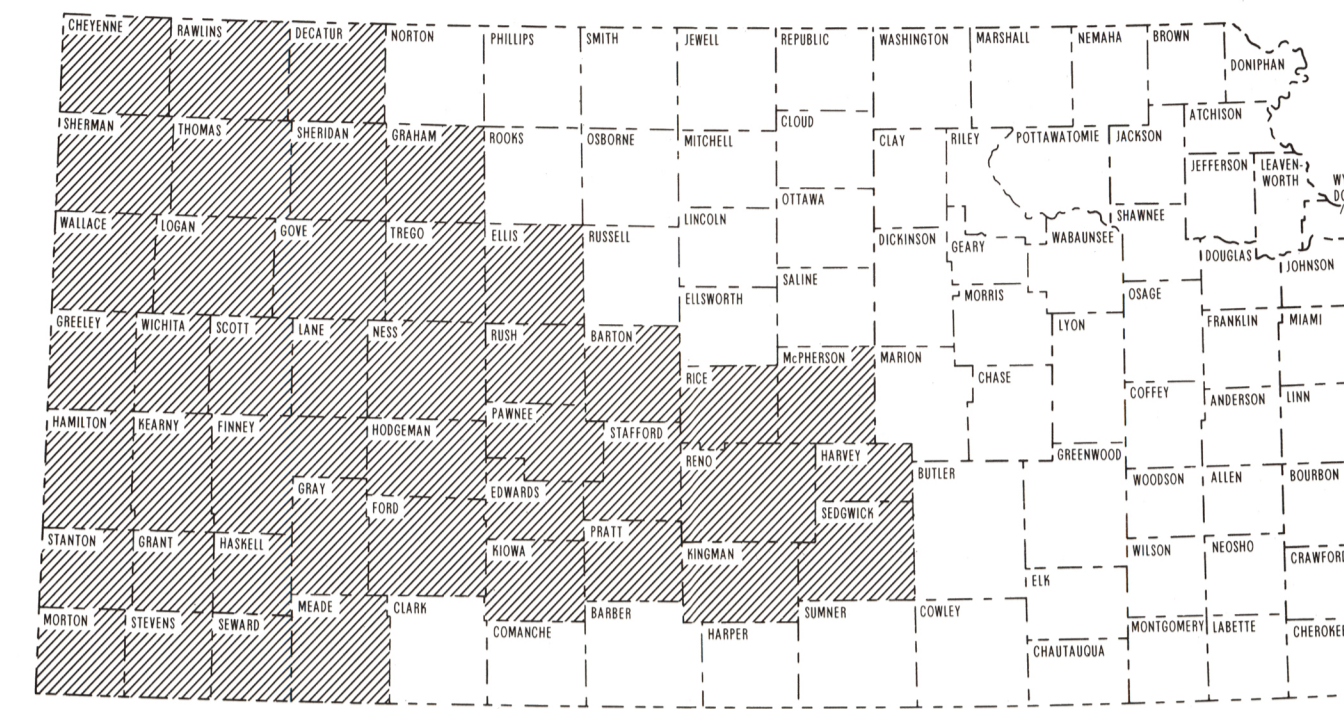 CHEYENNE
RAWLINS
DECATUR
NORTON
PHILLIPS
SMITH
JEWELL
REPUBLIC
WASHINGTON
MARSHALL
NEMAHA
BROWN
DONIPHAN
SHERMAN
THOMAS
SHERIDAN
GRAHAM
ROOKS
OSBORNE
MITCHELL
CLOUD
CLAY
RILEY
POTTAWATOMIE
JACKSON
ATCHISON
JEFFERSON
LEAVEN-
WORTH
WALLACE
LOGAN
GOVE
TREGO
ELLIS
RUSSELL
LINCOLN
OTTAWA
DICKINSON
GEARY
WABAUNSEE
SHAWNEE
DOUGLAS
JOHNSON
ELLSWORTH
SALINE
MORRIS
OSAGE
GREELEY
WICHITA
SCOTT
LANE
NESS
RUSH
BARTON
RICE
McPHERSON
MARION
CHASE
LYON
FRANKLIN
MIAMI
HAMILTON
KEARNY
FINNEY
HODGEMAN
PAWNEE
STAFFORD
RENO
HARVEY
BUTLER
GREENWOOD
COFFEY
ANDERSON
LINN
GRAY
FORD
EDWARDS
SEDGWICK
WOODSON
ALLEN
BOURBON
STANTON
GRANT
HASKELL
KIOWA
PRATT
KINGMAN
ELK
WILSON
NEOSHO
CRAWFORD
MORTON
STEVENS
SEWARD
MEADE
CLARK
COMANCHE
BARBER
HARPER
SUMNER
COWLEY
CHAUTAUQUA
MONTGOMERY
LABETTE
CHEROKEE